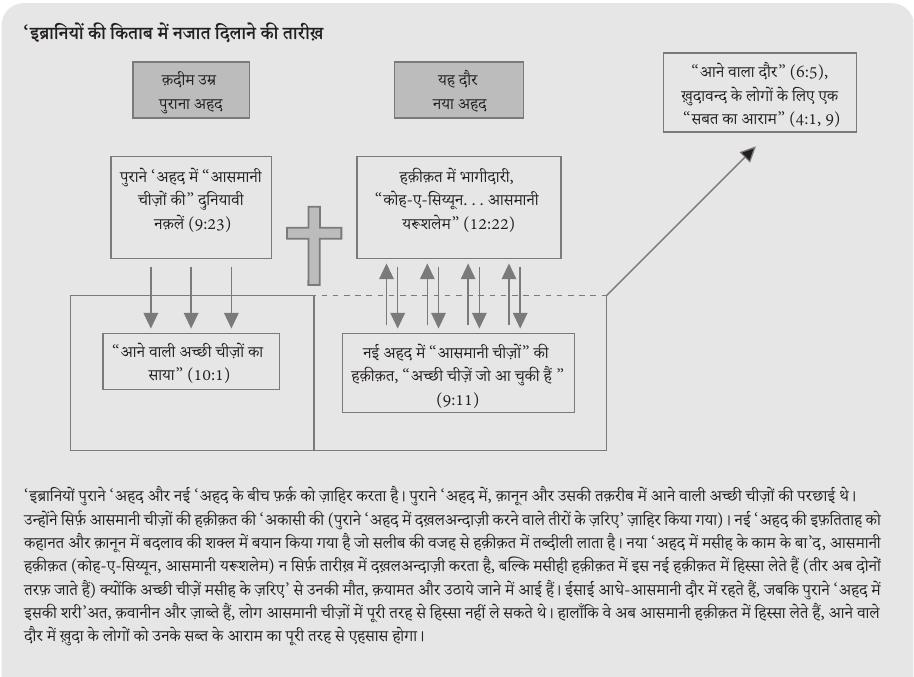 ‘इब्रानियों की किताब में नजात दिलाने की तारीख़
क़दीम उम्र
पुराना अहद
यह दौर
नया अहद
“आने वाला दौर” (6:5),
ख़ुदावन्द के लोगों के लिए एक
“सबत का आराम” (4:1, 9)
पुराने ‘अहद में “आसमानी
चीज़ों की” दुनियावी
नक़लें (9:23)
हक़ीक़त में भागीदारी,
“कोह-ए-सिय्यून. . . आसमानी
यरूशलेम” (12:22)
“आने वाली अच्छी चीज़ों का
साया” (10:1)
नई अहद में “आसमानी चीज़ों” की
हक़ीक़त, “अच्छी चीज़ें जो आ चुकी हैं ”
(9:11)
‘इब्रानियों पुराने ‘अहद और नई ‘अहद के बीच फ़र्क़ को ज़ाहिर करता है। पुराने ‘अहद में, क़ानून और उसकी तक़रीब में आने वाली अच्छी चीज़ों की परछाई थे।
उन्होंने सिर्फ़ आसमानी चीज़ों की हक़ीक़त की ‘अकासी की (पुराने ‘अहद में दख़लअन्दाज़ी करने वाले तीरों के ज़रिए’ ज़ाहिर किया गया)। नई ‘अहद की इफ़तिताह को
कहानत और क़ानून में बदलाव की शक्ल में बयान किया गया है जो सलीब की वजह से हक़ीक़त में तब्दीली लाता है। नया ‘अहद में मसीह के काम के बा’द, आसमानी
हक़ीक़त (कोह-ए-सिय्यून, आसमानी यरूशलेम) न सिर्फ़ तारीख़ में दख़लअन्दाज़ी करता है, बल्कि मसीही हक़ीक़त में इस नई हक़ीक़त में हिस्सा लेते हैं (तीर अब दोनों
तरफ़ जाते हैं) क्योंकि अच्छी चीज़ें मसीह के ज़रिए’ से उनकी मौत, क़यामत और उठाये जाने में आई हैं। ईसाई आधे-आसमानी दौर में रहते हैं, जबकि पुराने ‘अहद में
इसकी शरी’अत, क़वानीन और ज़ाब्ते हैं, लोग आसमानी चीज़ों में पूरी तरह से हिस्सा नहीं ले सकते थे। हालाँकि वे अब आसमानी हक़ीक़त में हिस्सा लेते हैं, आने वाले
दौर में ख़ुदा के लोगों को उनके सब्त के आराम का पूरी तरह से एहसास होगा।